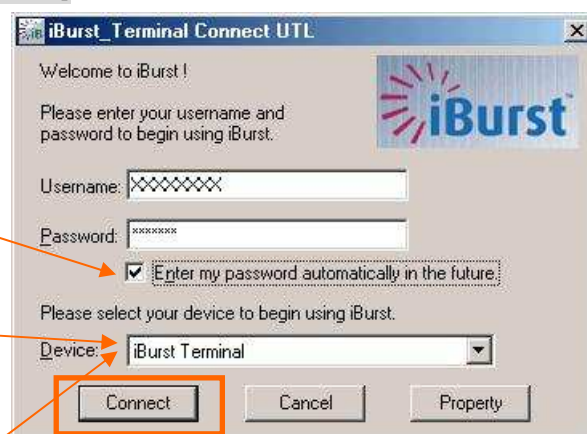 iBurst_Terminal Connect UTL
Welcome to iBurst !
iBurst
Please enter your username and
password to begin using iBurst.
Username: XXXXXXXXX
Password: xxxxxxx
Enter my password automatically in the future.
Please select your device to begin using iBurst.
Device: iBurst Terminal
Connect Cancel Property